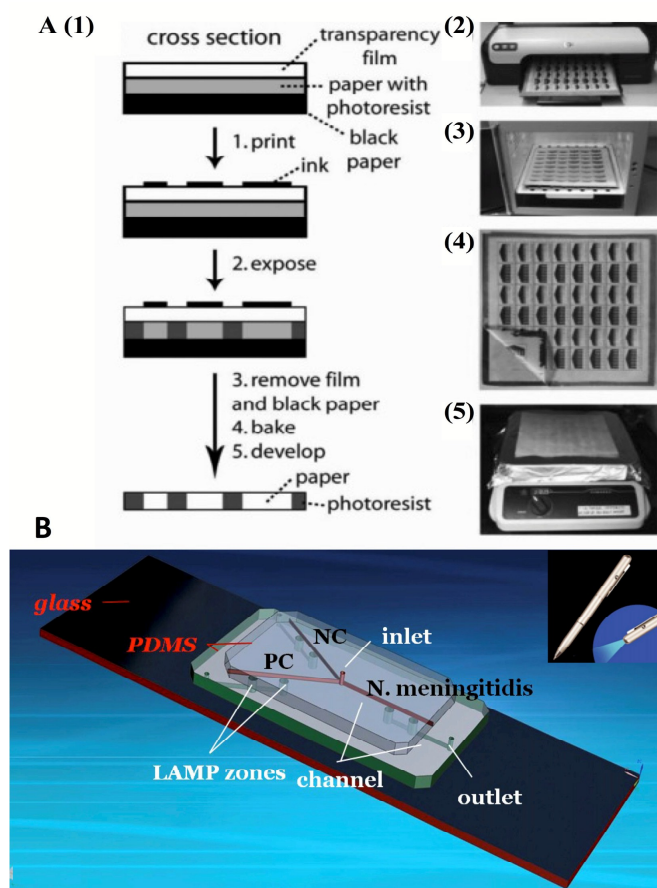 A (1)
cross section
transparency
film
paper with
photoresist
black
paper
1. print
ink
2. expose
3. remove film
and black paper
4. bake
5. develop
paper
photoresist
(2)
(3)
(4)
(5)
B
glass
PDMS
NC
inlet
PC
N. meningitidis
LAMP zones
channel
outlet